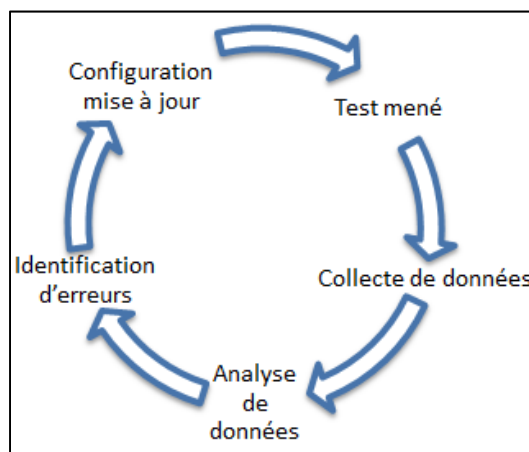 Configuration
mise à jour
Test mené
Collecte de données
Analyse
de
données
Identification
d'erreurs